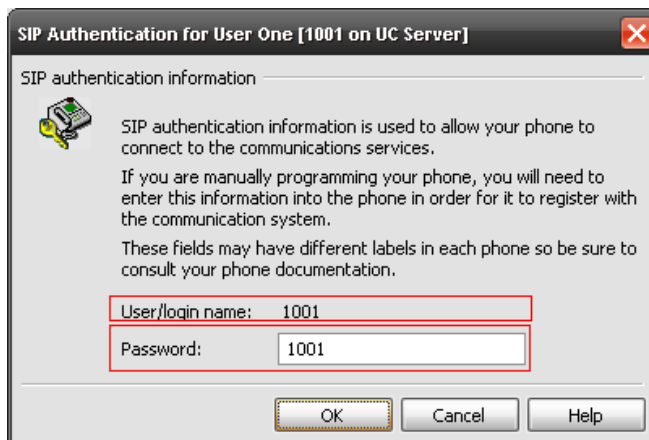 SIP Authentication for User One [1001 on UC Server]
SIP authentication information
SIP authentication information is used to allow your phone to
connect to the communications services.
If you are manually programming your phone, you will need to
enter this information into the phone in order for it to register with
the communication system.
These fields may have different labels in each phone so be sure to
consult your phone documentation.
User/login name: 1001
Password: 1001
OK Cancel Help